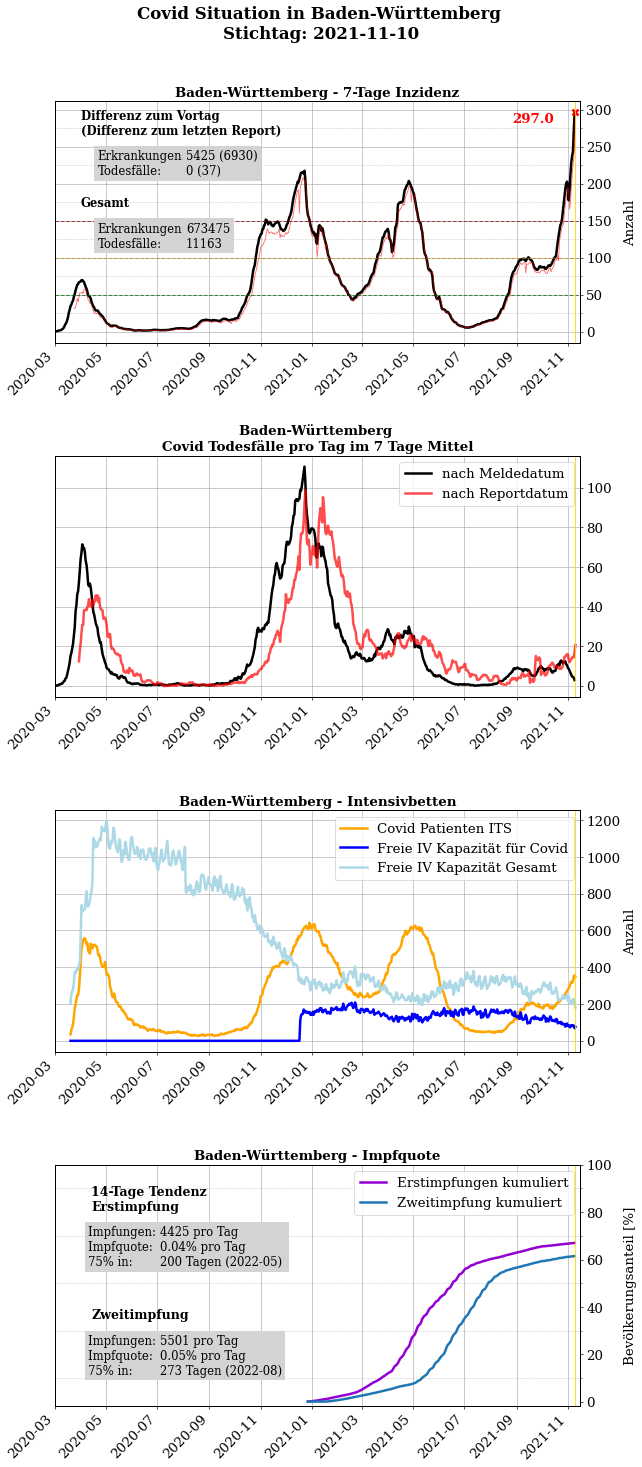 Covid Situation in Baden-Württemberg
Stichtag: 2021-11-10
Baden-Württemberg - 7-Tage Inzidenz
Differenz zum Vortag
(Differenz zum letzten Report)
Erkrankungen 5425 (6930)
Todesfälle: 0 (37)
Gesamt
Erkrankungen 673475
Todesfälle: 11163
297.0
300
250
200
150
100
50
0
Anzahl
2020-03 2020-05 2020-07 2020-09 2020-11 2021-01 2021-03 2021-05 2021-07 2021-09 2021-11
Baden-Württemberg
Covid Todesfälle pro Tag im 7 Tage Mittel
nach Meldedatum
nach Reportdatum
100
80
60
40
20
0
2020-03 2020-05 2020-07 2020-09 2020-11 2021-01 2021-03 2021-05 2021-07 2021-09 2021-11
Baden-Württemberg - Intensivbetten
Covid Patienten ITS
Freie IV Kapazität für Covid
Freie IV Kapazität Gesamt
1200
1000
800
600
400
200
0
Anzahl
2020-03 2020-05 2020-07 2020-09 2020-11 2021-01 2021-03 2021-05 2021-07 2021-09 2021-11
Baden-Württemberg - Impfquote
14-Tage Tendenz
Erstimpfung
Impfungen: 4425 pro Tag
Impfquote: 0.04% pro Tag
75% in: 200 Tagen (2022-05)
Zweitimpfung
Impfungen: 5501 pro Tag
Impfquote: 0.05% pro Tag
75% in: 273 Tagen (2022-08)
Erstimpfungen kumuliert
Zweitimpfung kumuliert
100
80
60
40
20
0
Bevölkerungsanteil [%]
2020-03 2020-05 2020-07 2020-09 2020-11 2021-01 2021-03 2021-05 2021-07 2021-09 2021-11